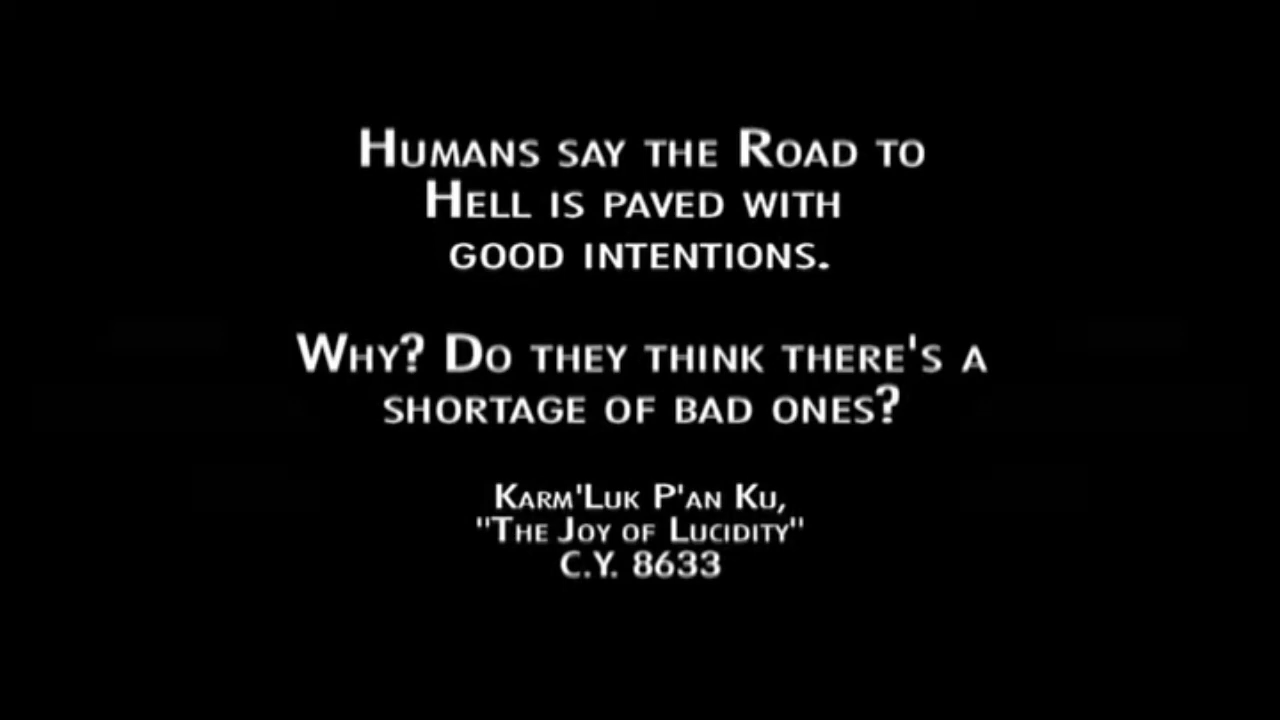 Humans say the Road to
Hell is paved with
good intentions.
Why? Do they think there's a
shortage of bad ones?
Karm'Luk P'an Ku,
"The Joy of Lucidity"
C.Y. 8633